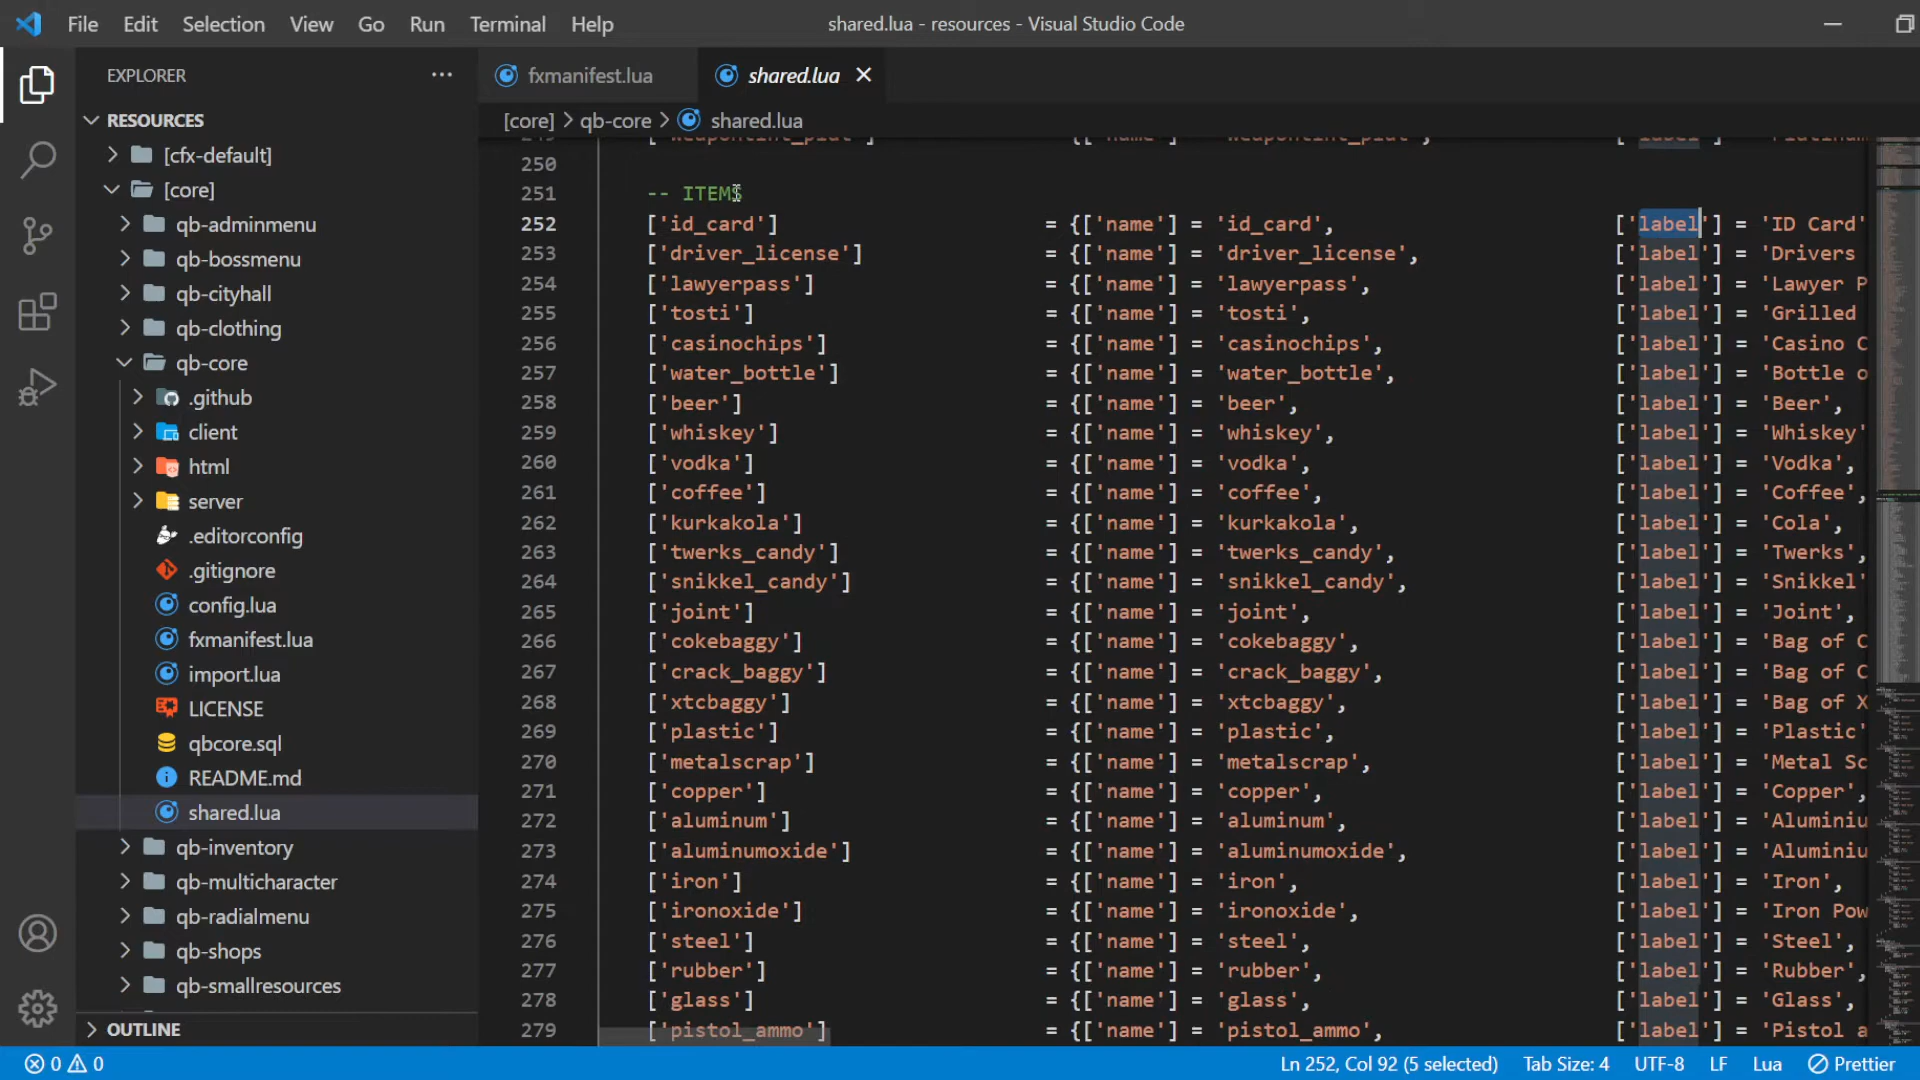 File Edit Selection View Go Run Terminal Help shared.lua - resources - Visual Studio Code
EXPLORER ··· fxmanifest.lua shared.lua
RESOURCES [core] > qb-core > shared.lua
[cfx-default]
[core]
qb-adminmenu
qb-bossmenu
qb-cityhall
qb-clothing
qb-core
.github
client
html
server
.editorconfig
.gitignore
config.lua
fxmanifest.lua
import.lua
LICENSE
qbcore.sql
README.md
shared.lua
qb-inventory
qb-multicharacter
qb-radialmenu
qb-shops
qb-smallresources
OUTLINE
249 ['weapontint_plat'] = {['name'] = 'weapontint_plat', ['label'] = 'Platinum
250
251 -- ITEMS
252 ['id_card'] = {['name'] = 'id_card', ['label'] = 'ID Card'
253 ['driver_license'] = {['name'] = 'driver_license', ['label'] = 'Drivers
254 ['lawyerpass'] = {['name'] = 'lawyerpass', ['label'] = 'Lawyer P
255 ['tosti'] = {['name'] = 'tosti', ['label'] = 'Grilled
256 ['casinochips'] = {['name'] = 'casinochips', ['label'] = 'Casino C
257 ['water_bottle'] = {['name'] = 'water_bottle', ['label'] = 'Bottle o
258 ['beer'] = {['name'] = 'beer', ['label'] = 'Beer',
259 ['whiskey'] = {['name'] = 'whiskey', ['label'] = 'Whiskey'
260 ['vodka'] = {['name'] = 'vodka', ['label'] = 'Vodka',
261 ['coffee'] = {['name'] = 'coffee', ['label'] = 'Coffee',
262 ['kurkakola'] = {['name'] = 'kurkakola', ['label'] = 'Cola',
263 ['twerks_candy'] = {['name'] = 'twerks_candy', ['label'] = 'Twerks',
264 ['snikkel_candy'] = {['name'] = 'snikkel_candy', ['label'] = 'Snikkel'
265 ['joint'] = {['name'] = 'joint', ['label'] = 'Joint',
266 ['cokebaggy'] = {['name'] = 'cokebaggy', ['label'] = 'Bag of C
267 ['crack_baggy'] = {['name'] = 'crack_baggy', ['label'] = 'Bag of C
268 ['xtcbaggy'] = {['name'] = 'xtcbaggy', ['label'] = 'Bag of X
269 ['plastic'] = {['name'] = 'plastic', ['label'] = 'Plastic'
270 ['metalscrap'] = {['name'] = 'metalscrap', ['label'] = 'Metal Sc
271 ['copper'] = {['name'] = 'copper', ['label'] = 'Copper',
272 ['aluminum'] = {['name'] = 'aluminum', ['label'] = 'Aluminiu
273 ['aluminumoxide'] = {['name'] = 'aluminumoxide', ['label'] = 'Aluminiu
274 ['iron'] = {['name'] = 'iron', ['label'] = 'Iron',
275 ['ironoxide'] = {['name'] = 'ironoxide', ['label'] = 'Iron Pow
276 ['steel'] = {['name'] = 'steel', ['label'] = 'Steel',
277 ['rubber'] = {['name'] = 'rubber', ['label'] = 'Rubber',
278 ['glass'] = {['name'] = 'glass', ['label'] = 'Glass',
279 ['pistol_ammo'] = {['name'] = 'pistol_ammo', ['label'] = 'Pistol a
0 0 Ln 252, Col 92 (5 selected) Tab Size: 4 UTF-8 LF Lua Prettier